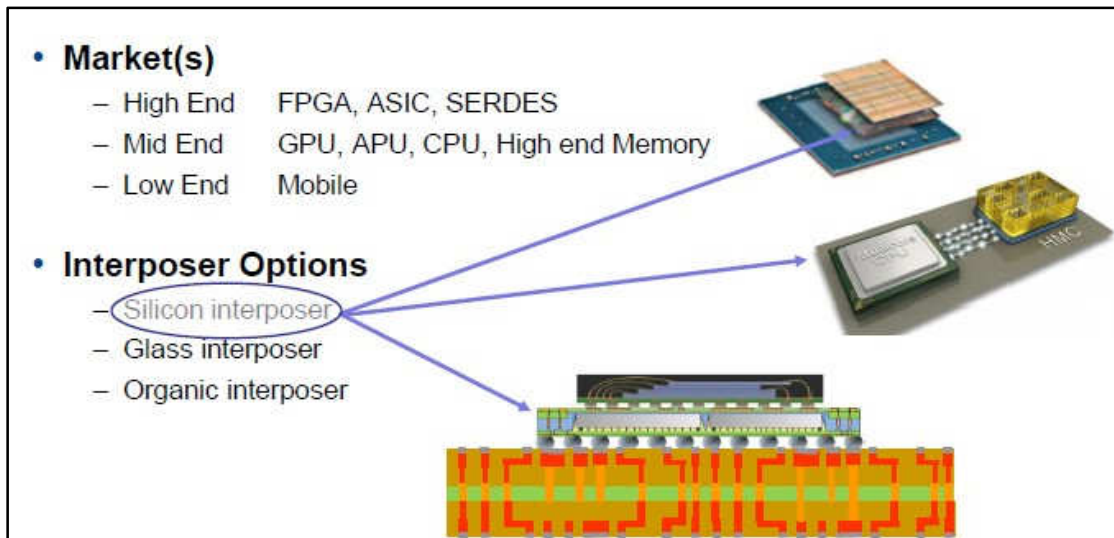 • Market(s)
– High End FPGA, ASIC, SERDES
– Mid End GPU, APU, CPU, High end Memory
– Low End Mobile
• Interposer Options
– Silicon interposer
– Glass interposer
– Organic interposer
HMC